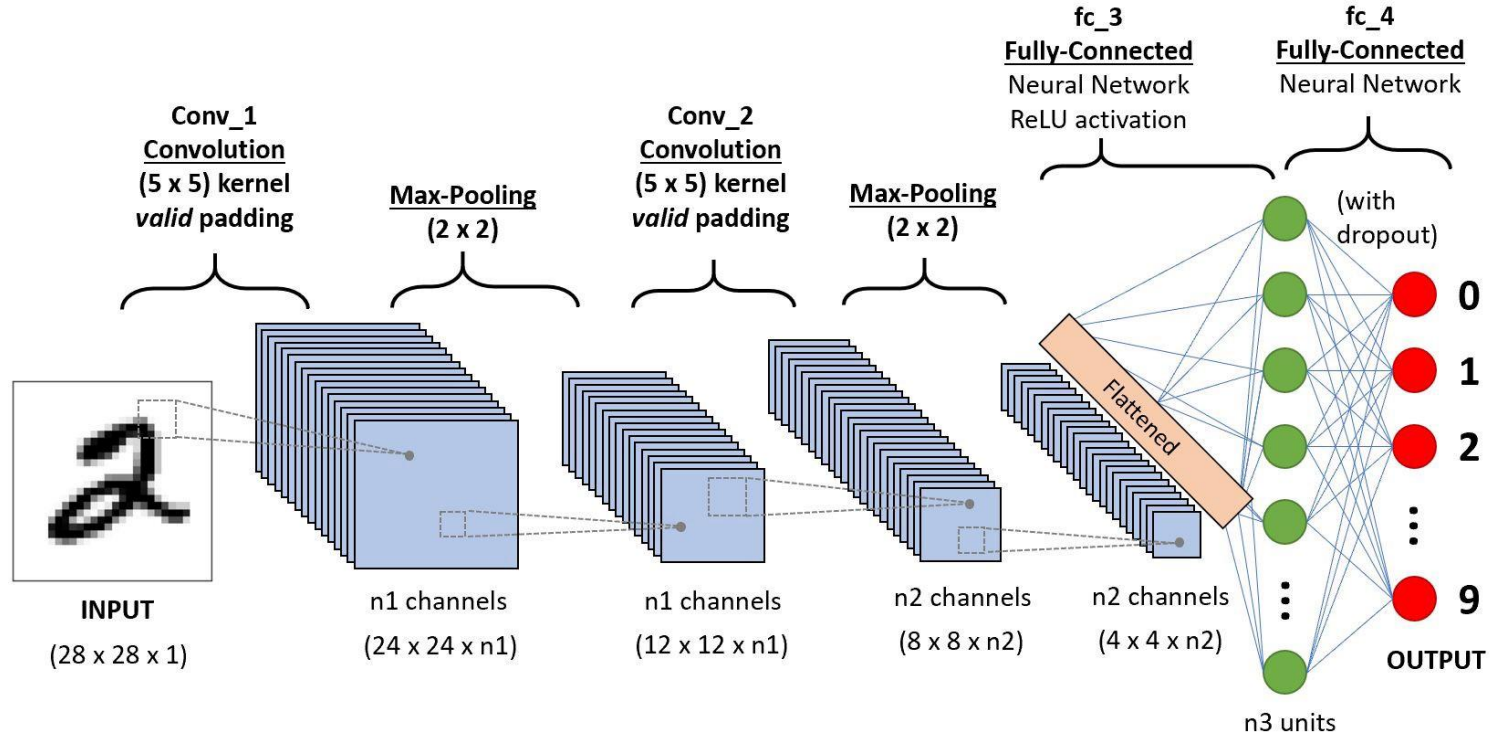 Conv_1
Convolution
(5 x 5) kernel
valid padding
Max-Pooling
(2 x 2)
Conv_2
Convolution
(5 x 5) kernel
valid padding
Max-Pooling
(2 x 2)
fc_3
Fully-Connected
Neural Network
ReLU activation
fc_4
Fully-Connected
Neural Network
(with
dropout)
Flattened
0
1
2
9
OUTPUT
2
INPUT
(28 x 28 x 1)
n1 channels
(24 x 24 x n1)
n1 channels
(12 x 12 x n1)
n2 channels
(8 x 8 x n2)
n2 channels
(4 x 4 x n2)
n3 units